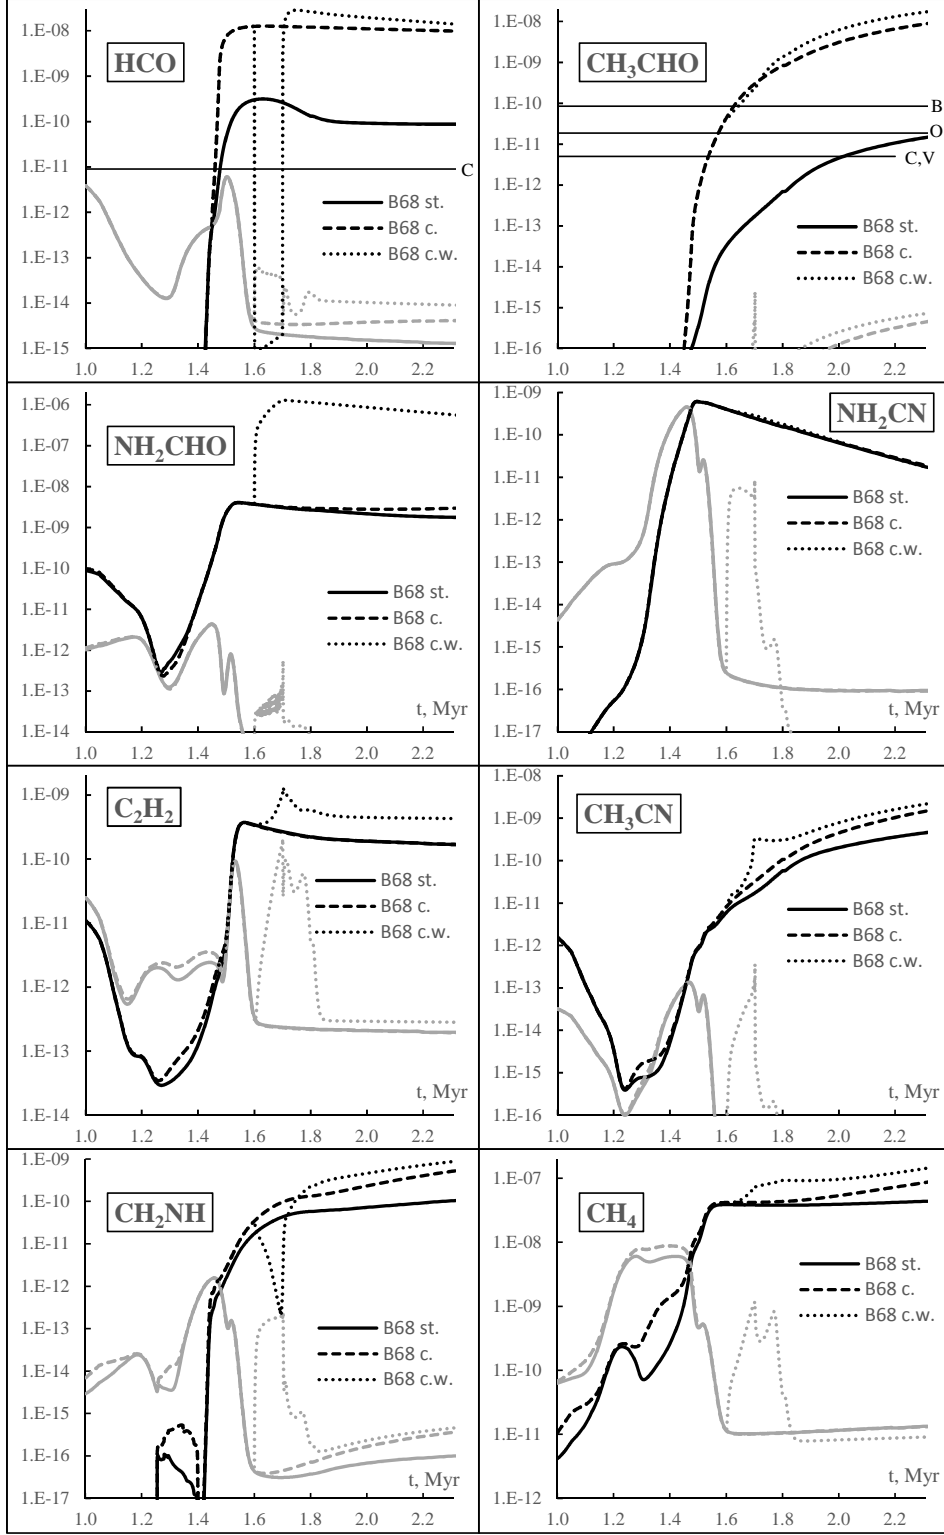 HCO
1.E-08
1.E-09
1.E-10
1.E-11
1.E-12
1.E-13
1.E-14
1.E-15
C
B68 st.
B68 c.
B68 c.w.
1.0 1.2 1.4 1.6 1.8 2.0 2.2
CH₃CHO
1.E-08
1.E-09
1.E-10
1.E-11
1.E-12
1.E-13
1.E-14
1.E-15
1.E-16
B
O
C,V
B68 st.
B68 c.
B68 c.w.
1.0 1.2 1.4 1.6 1.8 2.0 2.2
NH₂CHO
1.E-06
1.E-07
1.E-08
1.E-09
1.E-10
1.E-11
1.E-12
1.E-13
1.E-14
B68 st.
B68 c.
B68 c.w.
t, Myr
1.0 1.2 1.4 1.6 1.8 2.0 2.2
NH₂CN
1.E-09
1.E-10
1.E-11
1.E-12
1.E-13
1.E-14
1.E-15
1.E-16
1.E-17
B68 st.
B68 c.
B68 c.w.
t, Myr
1.0 1.2 1.4 1.6 1.8 2.0 2.2
C₂H₂
1.E-09
1.E-10
1.E-11
1.E-12
1.E-13
1.E-14
B68 st.
B68 c.
B68 c.w.
t, Myr
1.0 1.2 1.4 1.6 1.8 2.0 2.2
CH₃CN
1.E-08
1.E-09
1.E-10
1.E-11
1.E-12
1.E-13
1.E-14
1.E-15
1.E-16
B68 st.
B68 c.
B68 c.w.
t, Myr
1.0 1.2 1.4 1.6 1.8 2.0 2.2
CH₂NH
1.E-09
1.E-10
1.E-11
1.E-12
1.E-13
1.E-14
1.E-15
1.E-16
1.E-17
B68 st.
B68 c.
B68 c.w.
t, Myr
1.0 1.2 1.4 1.6 1.8 2.0 2.2
CH₄
1.E-07
1.E-08
1.E-09
1.E-10
1.E-11
1.E-12
B68 st.
B68 c.
B68 c.w.
t, Myr
1.0 1.2 1.4 1.6 1.8 2.0 2.2